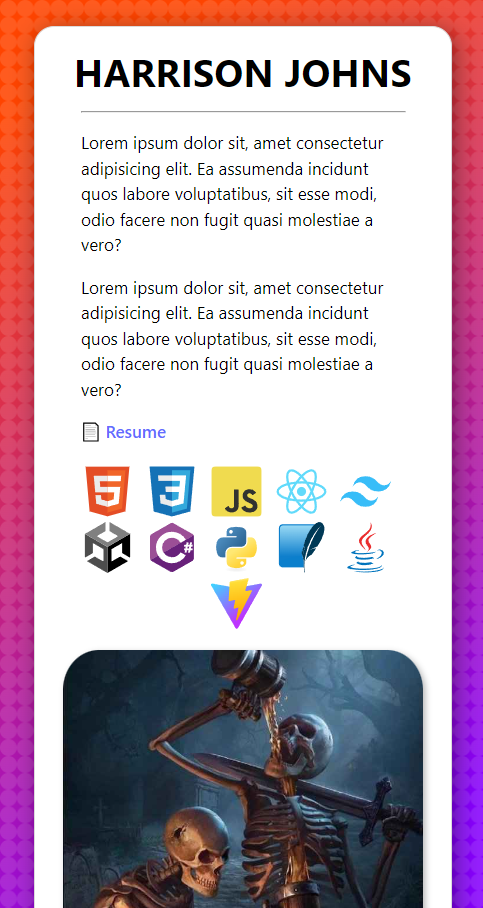 HARRISON JOHNS
Lorem ipsum dolor sit, amet consectetur
adipisicing elit. Ea assumenda incidunt
quos labore voluptatibus, sit esse modi,
odio facere non fugit quasi molestiae a
vero?
Lorem ipsum dolor sit, amet consectetur
adipisicing elit. Ea assumenda incidunt
quos labore voluptatibus, sit esse modi,
odio facere non fugit quasi molestiae a
vero?
Resume
5 3 JS
C#